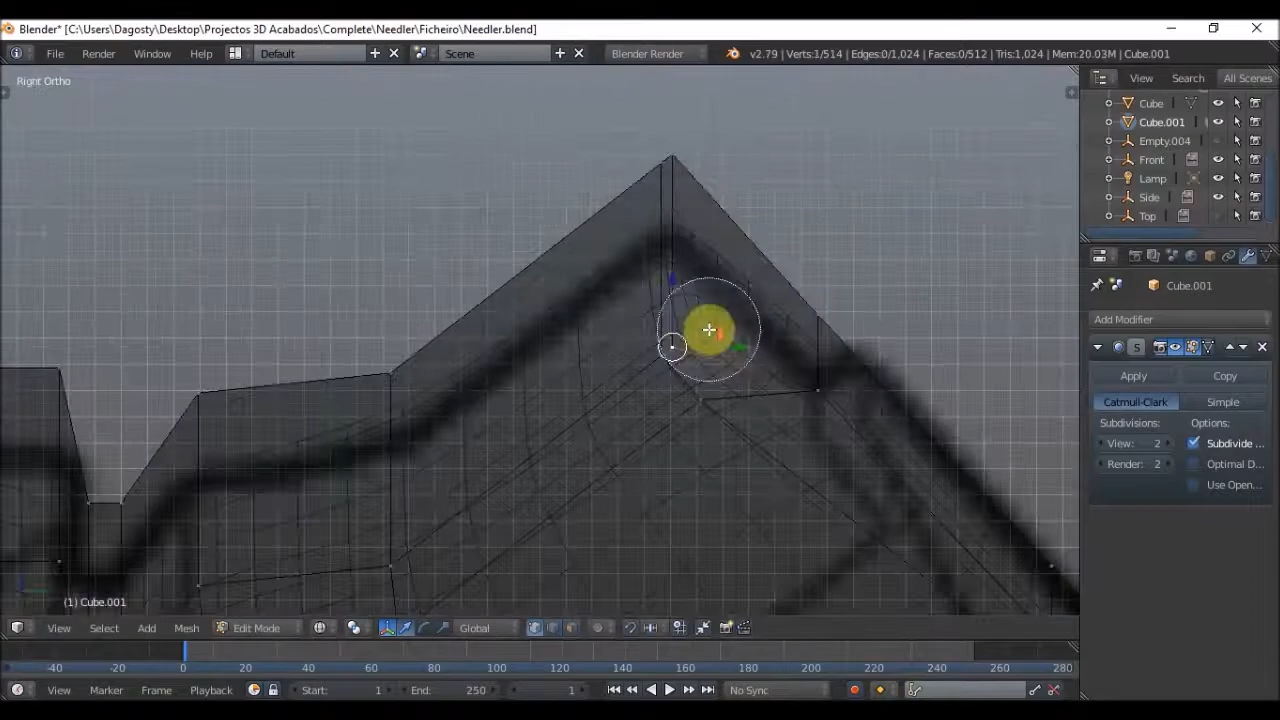 Blender* [C:\Users\Dagosty\Desktop\Projectos 3D Acabados\Complete\Needler\Ficheiro\Needler.blend]
File Render Window Help Default Scene Blender Render v2.79 | Verts:1/514 | Edges:0/1,024 | Faces:0/512 | Tris:1,024 | Mem:20.03M | Cube.001
Right Ortho
View Search All Scenes
Cube
Cube.001
Empty.004
Front
Lamp
Side
Top
Cube.001
Add Modifier
S
Apply Copy
Catmull-Clark Simple
Subdivisions: Options:
View: 2 Subdivide ...
Render: 2 Optimal D...
Use Open...
(1) Cube.001
View Select Add Mesh Edit Mode Global
-40 -20 0 20 40 60 80 100 120 140 160 180 200 220 240 260 280
View Marker Frame Playback Start: 1 End: 250 1 No Sync